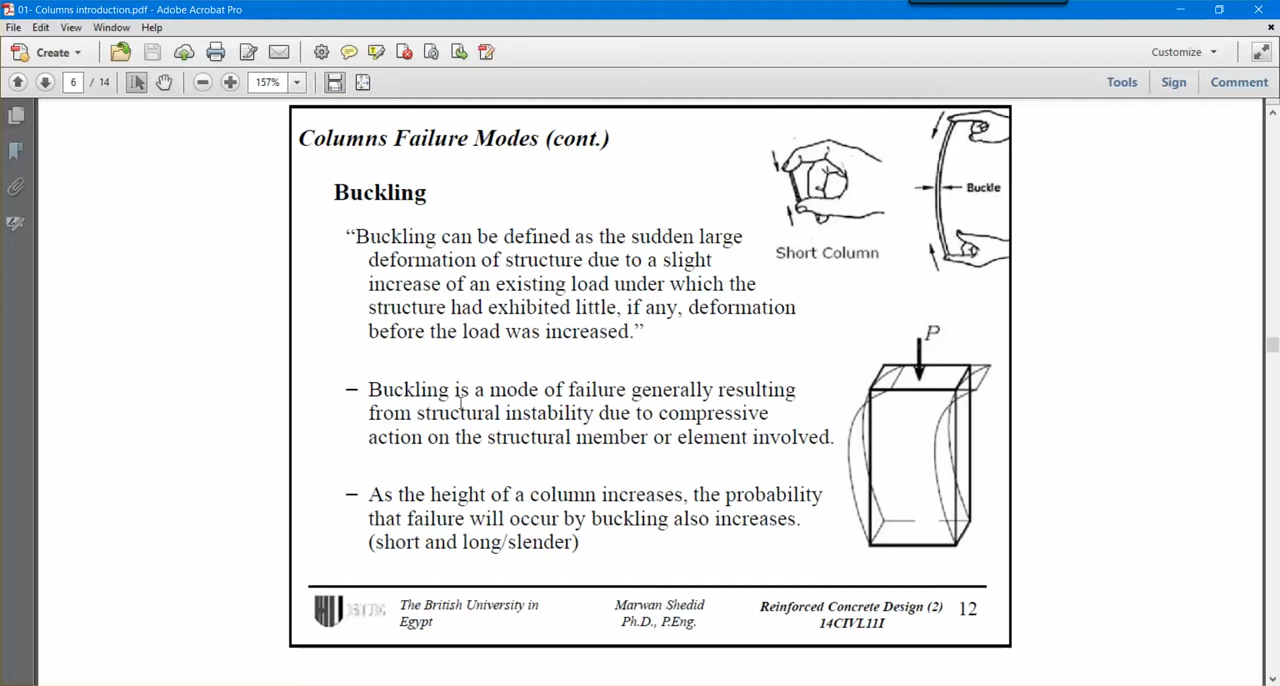 01- Columns introduction.pdf - Adobe Acrobat Pro
File Edit View Window Help
Create Customize
6 / 14 157% Tools Sign Comment
Columns Failure Modes (cont.)
Buckling
Buckle
Short Column
“Buckling can be defined as the sudden large
deformation of structure due to a slight
increase of an existing load under which the
structure had exhibited little, if any, deformation
before the load was increased.”
P
– Buckling is a mode of failure generally resulting
from structural instability due to compressive
action on the structural member or element involved.
– As the height of a column increases, the probability
that failure will occur by buckling also increases.
(short and long/slender)
BUE
The British University in
Egypt
Marwan Shedid
Ph.D., P.Eng.
Reinforced Concrete Design (2)
14CIVL11I
12